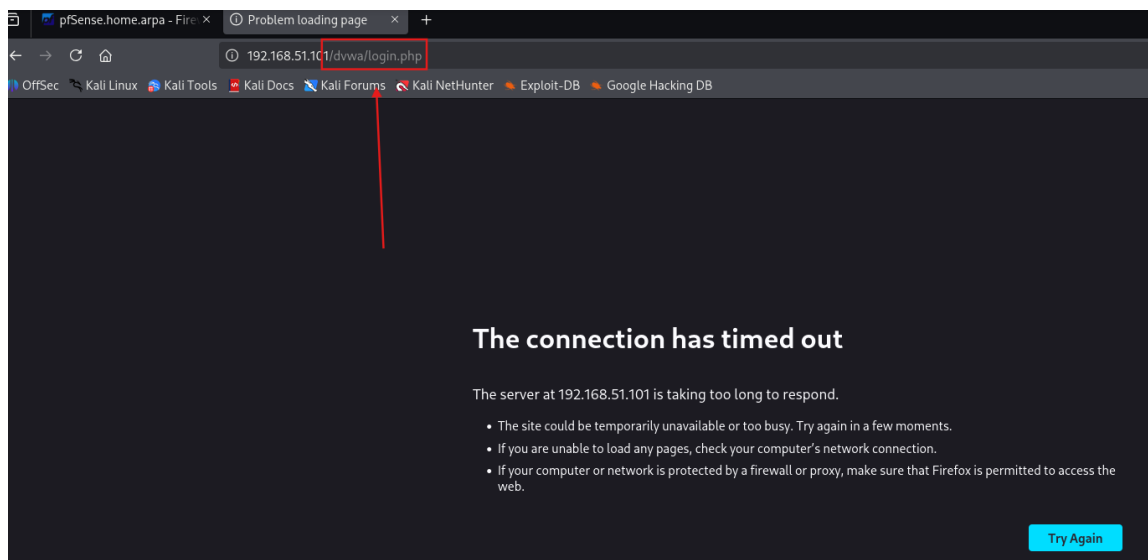 pfSense.home.arpa - Fire
Problem loading page
192.168.51.101/dvwa/login.php
OffSec Kali Linux Kali Tools Kali Docs Kali Forums Kali NetHunter Exploit-DB Google Hacking DB
The connection has timed out
The server at 192.168.51.101 is taking too long to respond.
• The site could be temporarily unavailable or too busy. Try again in a few moments.
• If you are unable to load any pages, check your computer's network connection.
• If your computer or network is protected by a firewall or proxy, make sure that Firefox is permitted to access the
web.
Try Again